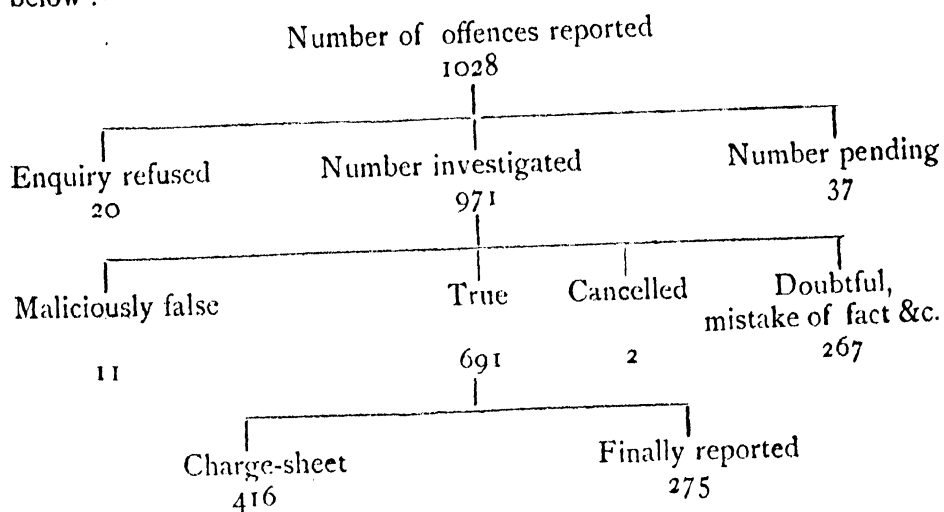 below :
Number of offences reported
1028
Enquiry refused Number investigated Number pending
20 971 37
Maliciously false True Cancelled Doubtful,
mistake of fact &c.
11 691 2 267
Charge-sheet Finally reported
416 275